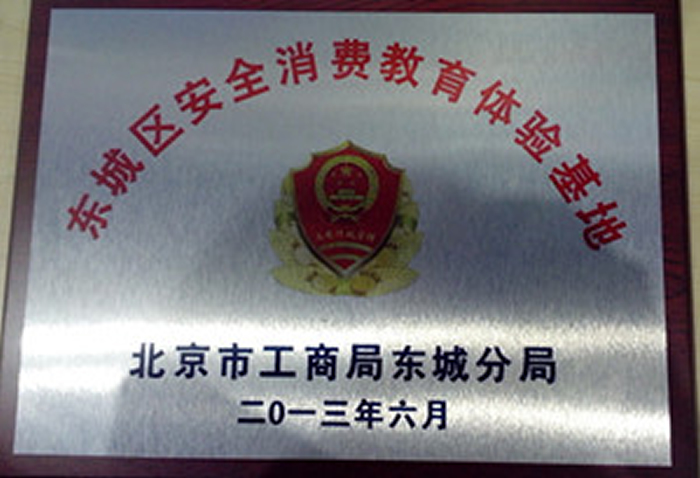 东城区安全消费教育体验基地
北京市工商局东城分局
二0一三年六月